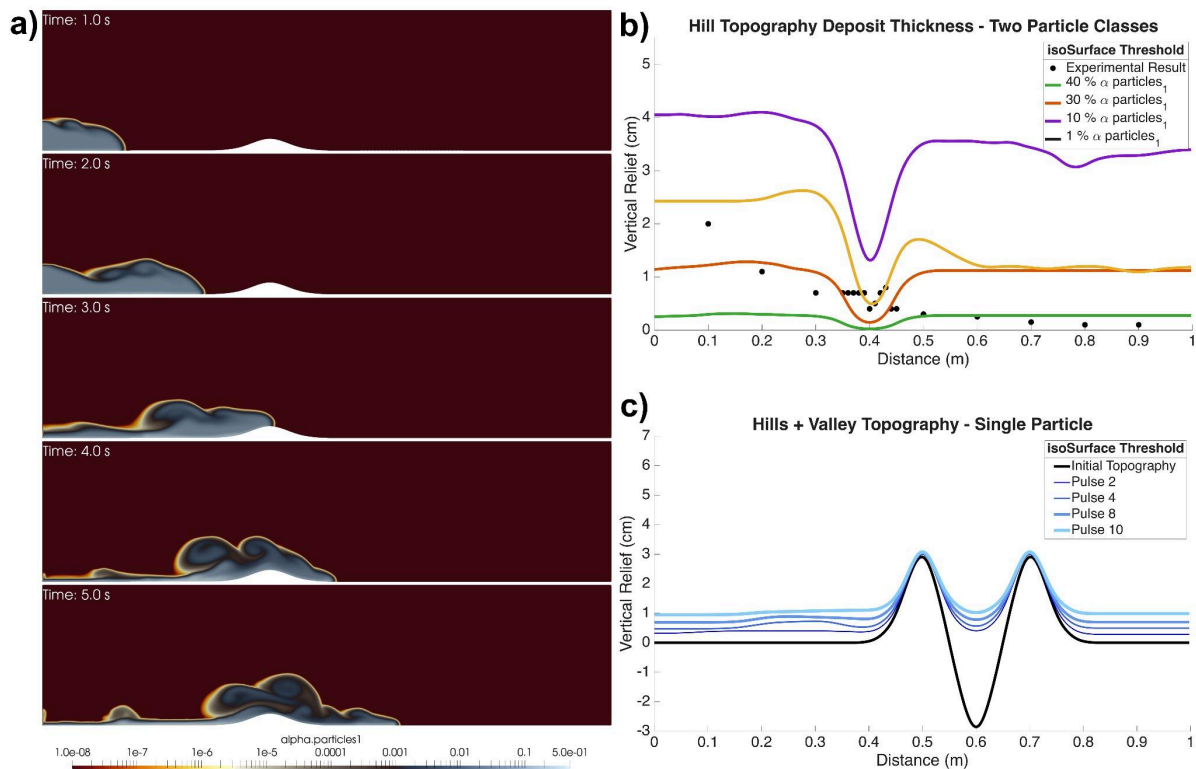 a)
Time: 1.0 s
Time: 2.0 s
Time: 3.0 s
Time: 4.0 s
Time: 5.0 s
alpha.particles1
1.0e-08 1e-7 1e-6 1e-5 0.0001 0.001 0.01 0.1 5.0e-01
b)
Hill Topography Deposit Thickness - Two Particle Classes
isoSurface Threshold
Experimental Result
40 % α particles₁
30 % α particles₁
10 % α particles₁
1 % α particles₁
Vertical Relief (cm)
5
4
3
2
1
0
0 0.1 0.2 0.3 0.4 0.5 0.6 0.7 0.8 0.9 1
Distance (m)
c)
Hills + Valley Topography - Single Particle
isoSurface Threshold
Initial Topography
Pulse 2
Pulse 4
Pulse 8
Pulse 10
Vertical Relief (cm)
7
6
5
4
3
2
1
0
-1
-2
-3
0 0.1 0.2 0.3 0.4 0.5 0.6 0.7 0.8 0.9 1
Distance (m)